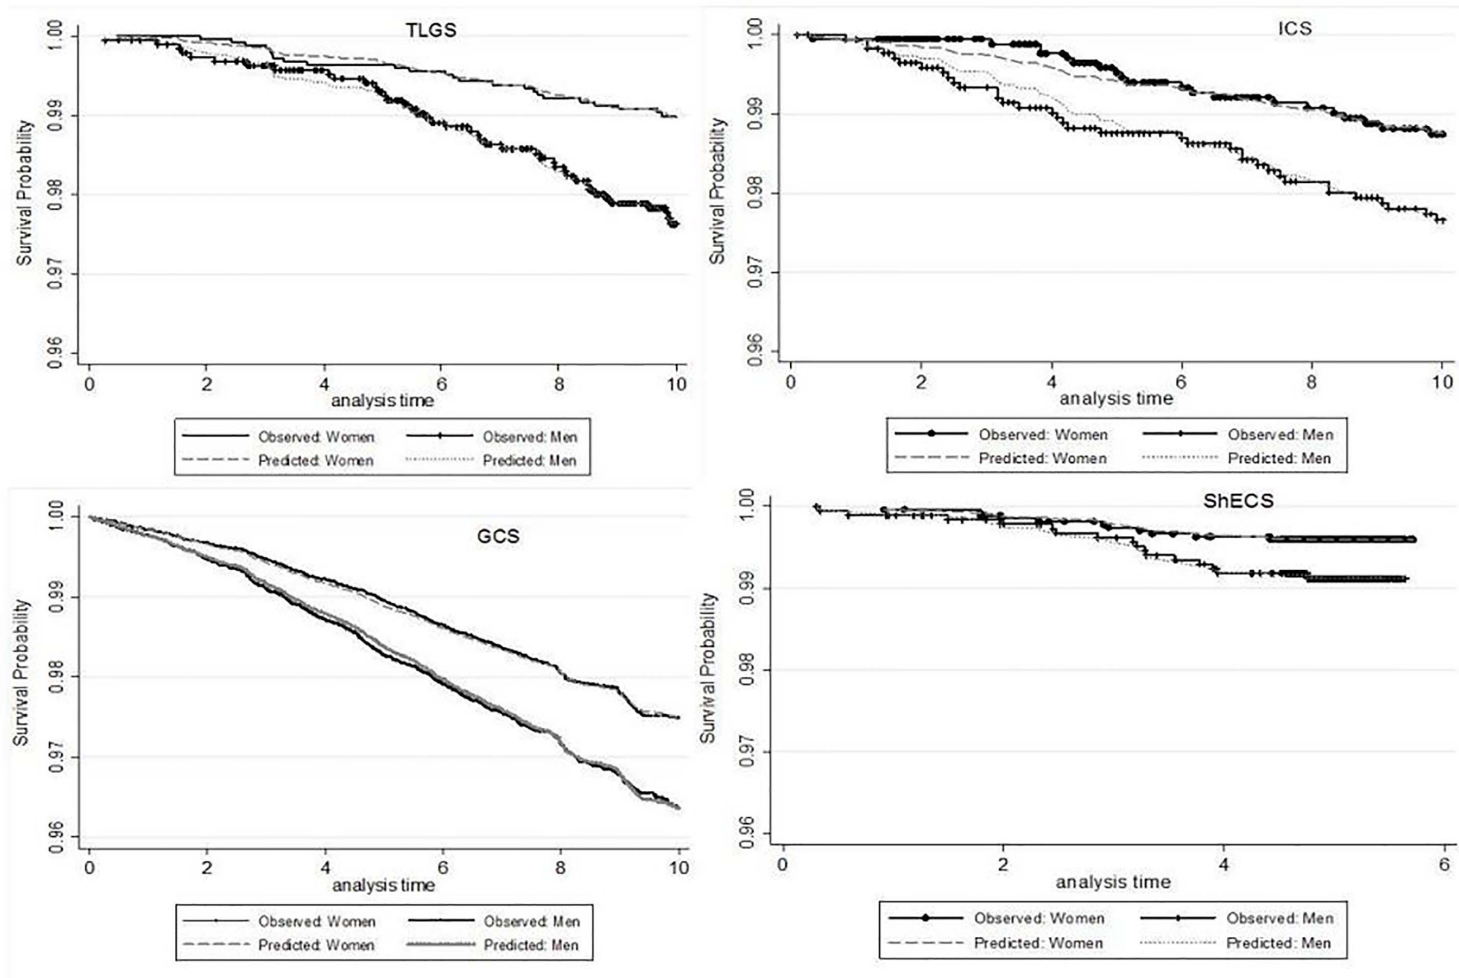 TLGS
Survival Probability
1.00
0.99
0.98
0.97
0.96
0 2 4 6 8 10
analysis time
Observed: Women Observed: Men
Predicted: Women Predicted: Men
ICS
Survival Probability
1.00
0.99
0.98
0.97
0.96
0 2 4 6 8 10
analysis time
Observed: Women Observed: Men
Predicted: Women Predicted: Men
GCS
Survival Probability
1.00
0.99
0.98
0.97
0.96
0 2 4 6 8 10
analysis time
Observed: Women Observed: Men
Predicted: Women Predicted: Men
ShECS
Survival Probability
1.00
0.99
0.98
0.97
0.96
0 2 4 6
analysis time
Observed: Women Observed: Men
Predicted: Women Predicted: Men